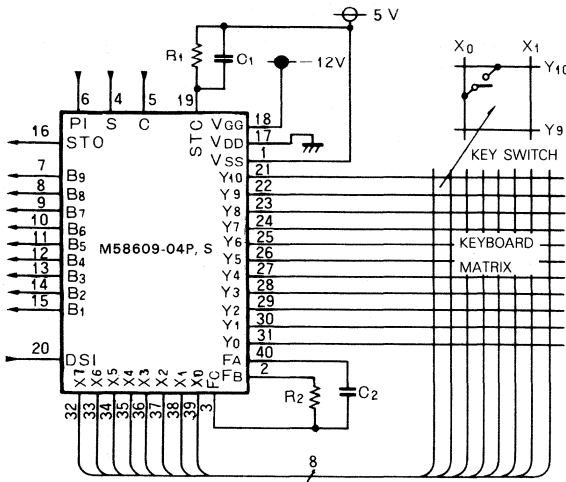 5 V
R1
C1
-12V
X0 X1
Y10
Y9
KEY SWITCH
6 4 5 19
PI S C STC
16 STO
VGG 18
VDD 17
VSS 1
7 B9
8 B8
9 B7
10 B6
11 B5
12 B4
13 B3
14 B2
15 B1
M58609-04P, S
Y10 21
Y9 22
Y8 23
Y7 24
Y6 25
Y5 26
Y4 27
Y3 28
Y2 29
Y1 30
Y0 31
KEYBOARD
MATRIX
20 DSI
FA 40
FB 2
R2
C2
X7 X6 X5 X4 X3 X2 X1 X0 FC
32 33 34 35 36 37 38 39 3
8